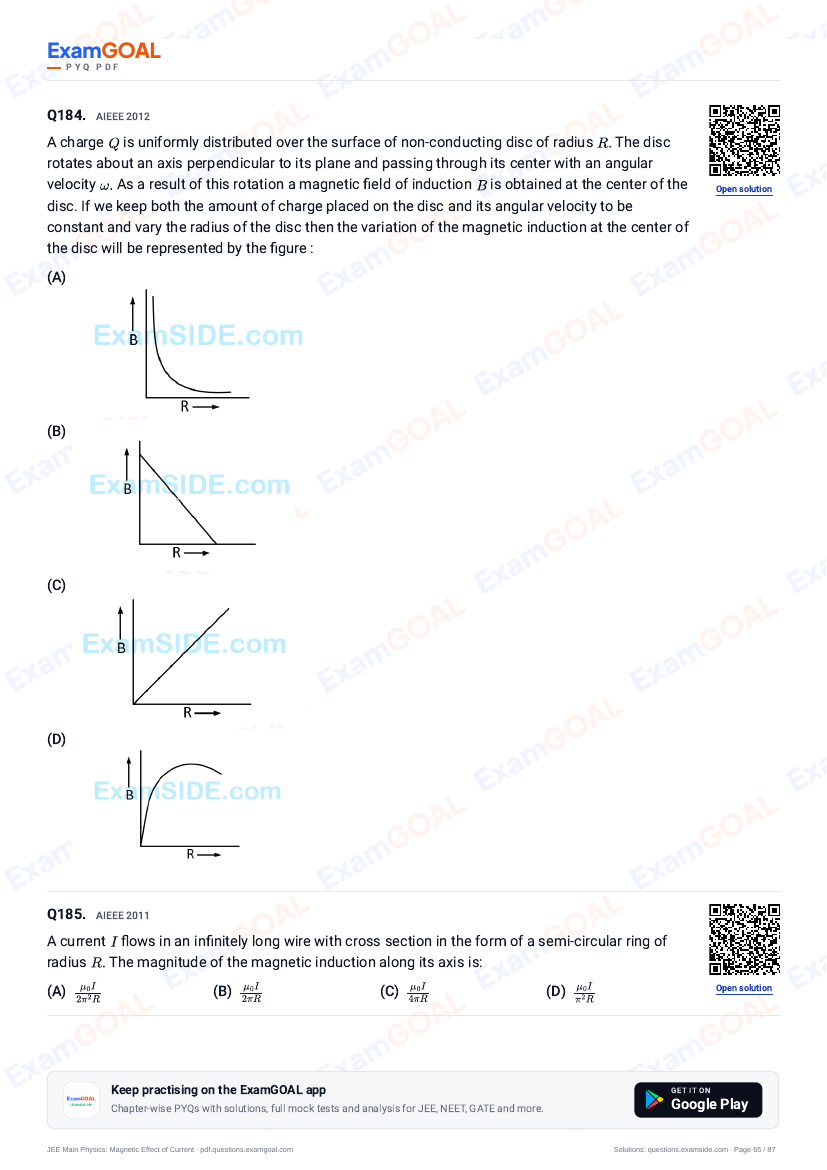 ExamGOAL
PYQ PDF
Q184. AIEEE 2012
A charge Q is uniformly distributed over the surface of non-conducting disc of radius R. The disc
rotates about an axis perpendicular to its plane and passing through its center with an angular
velocity ω. As a result of this rotation a magnetic field of induction B is obtained at the center of the
disc. If we keep both the amount of charge placed on the disc and its angular velocity to be
constant and vary the radius of the disc then the variation of the magnetic induction at the center of
the disc will be represented by the figure :
Open solution
(A)
ExamSIDE.com
B
R
(B)
ExamSIDE.com
B
R
(C)
ExamSIDE.com
B
R
(D)
ExamSIDE.com
B
R
Q185. AIEEE 2011
A current I flows in an infinitely long wire with cross section in the form of a semi-circular ring of
radius R. The magnitude of the magnetic induction along its axis is:
(A) μ₀I/2π²R (B) μ₀I/2πR (C) μ₀I/4πR (D) μ₀I/π²R
Open solution
ExamGOAL
Keep practising on the ExamGOAL app
Chapter-wise PYQs with solutions, full mock tests and analysis for JEE, NEET, GATE and more.
GET IT ON
Google Play
JEE Main Physics: Magnetic Effect of Current · pdf.questions.examgoal.com
Solutions: questions.examside.com · Page 65 / 87